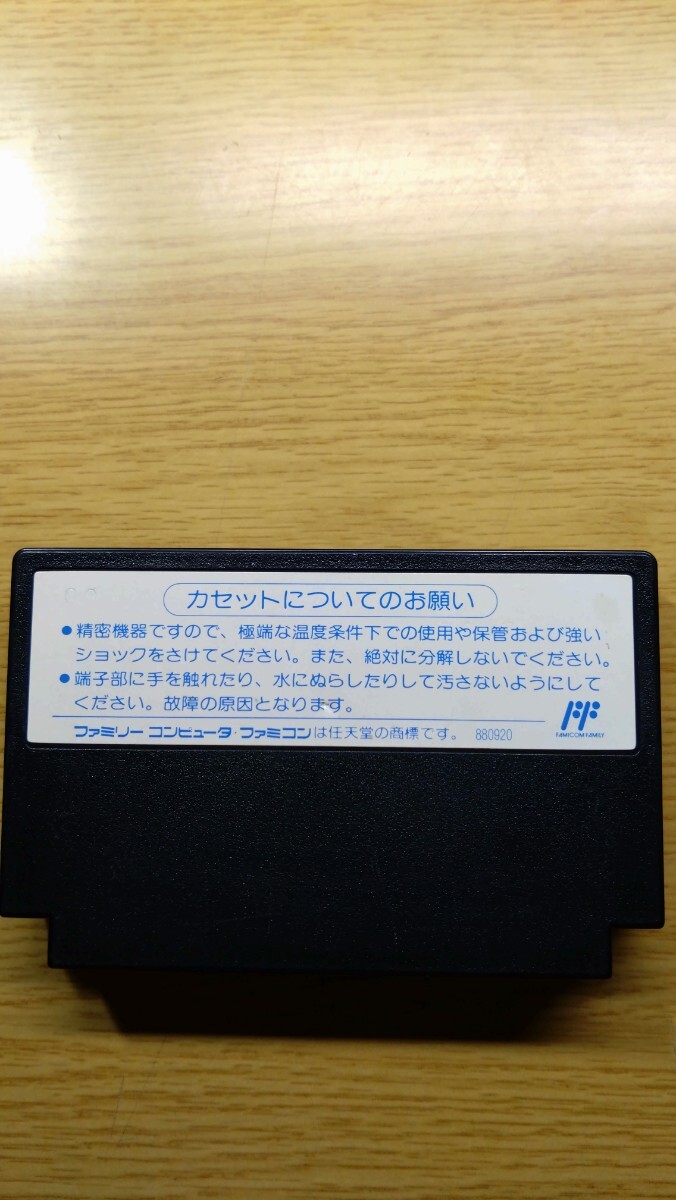 カセットについてのお願い
●精密機器ですので、極端な温度条件下での使用や保管および強い
ショックをさけてください。また、絶対に分解しないでください。
●端子部に手を触れたり、水にぬらしたりして汚さないようにして
ください。故障の原因となります。
ファミリー コンピュータ・ファミコンは任天堂の商標です。 880920
FAMICOM FAMILY